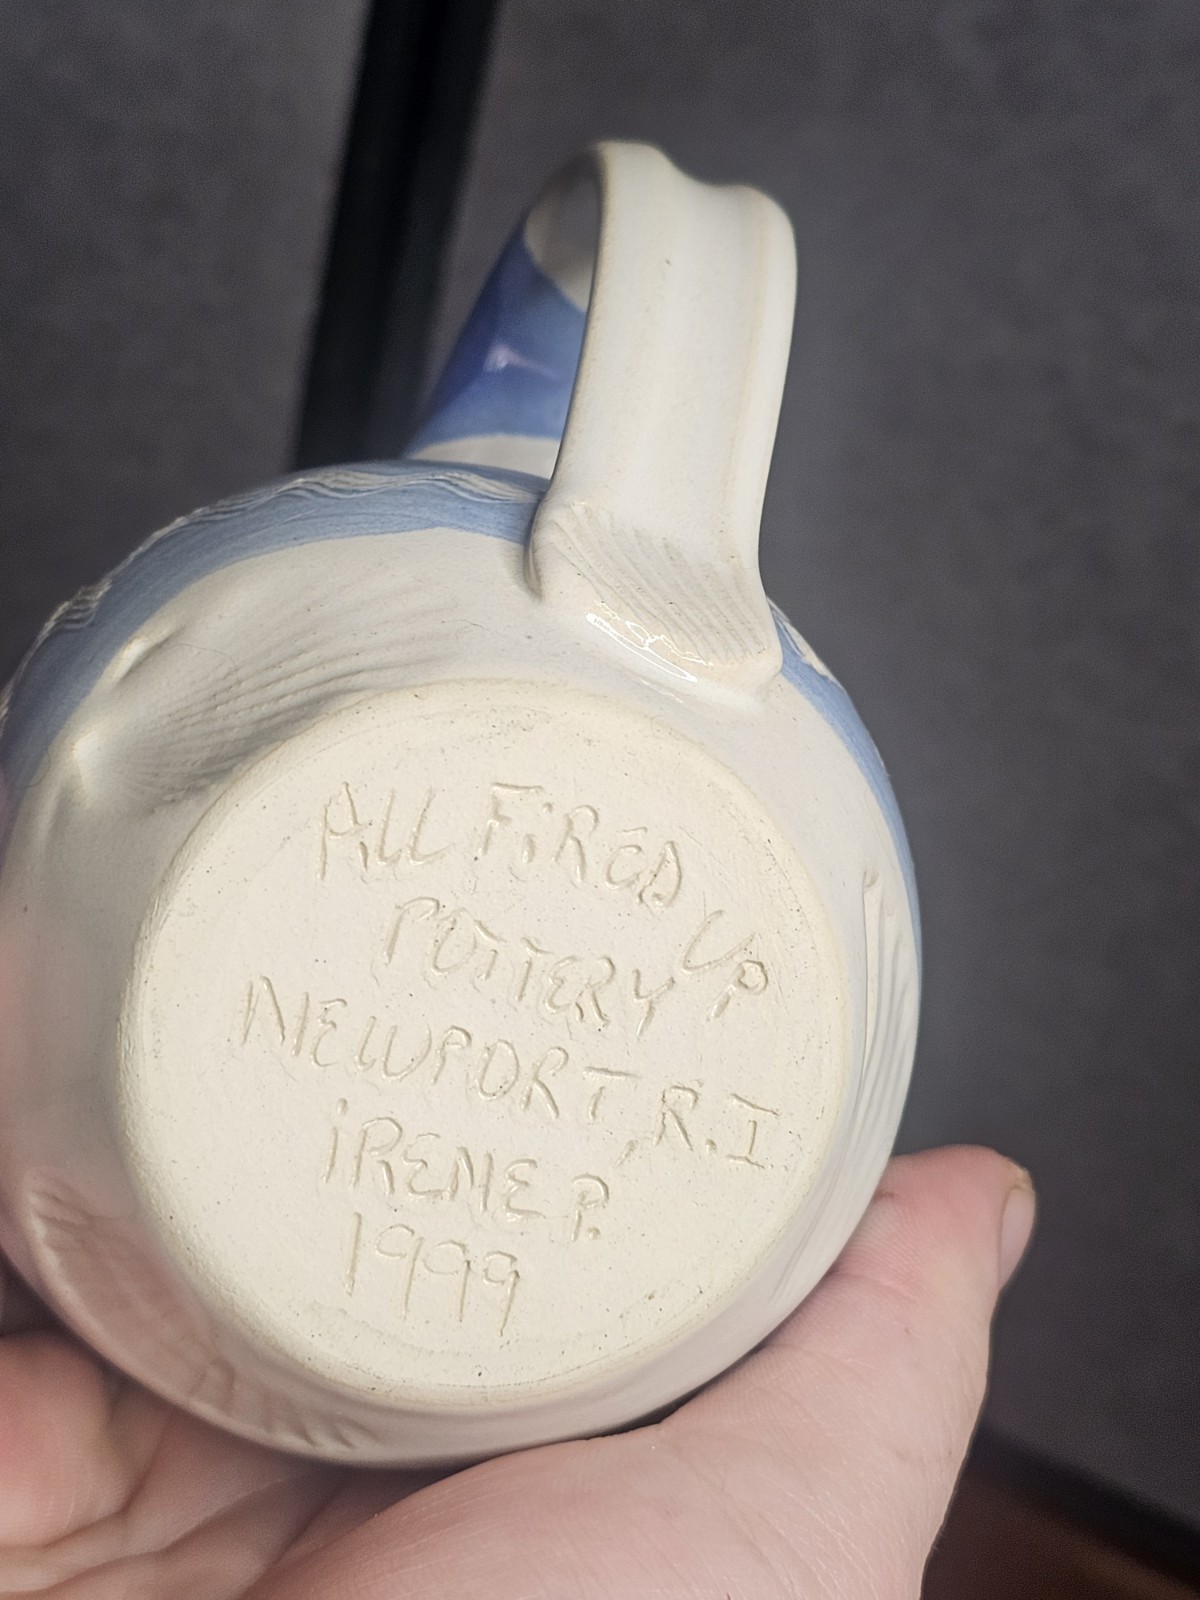 ALL FiRED UP
POTTERY
NEWPORT, R.I.
iRENE P.
1999